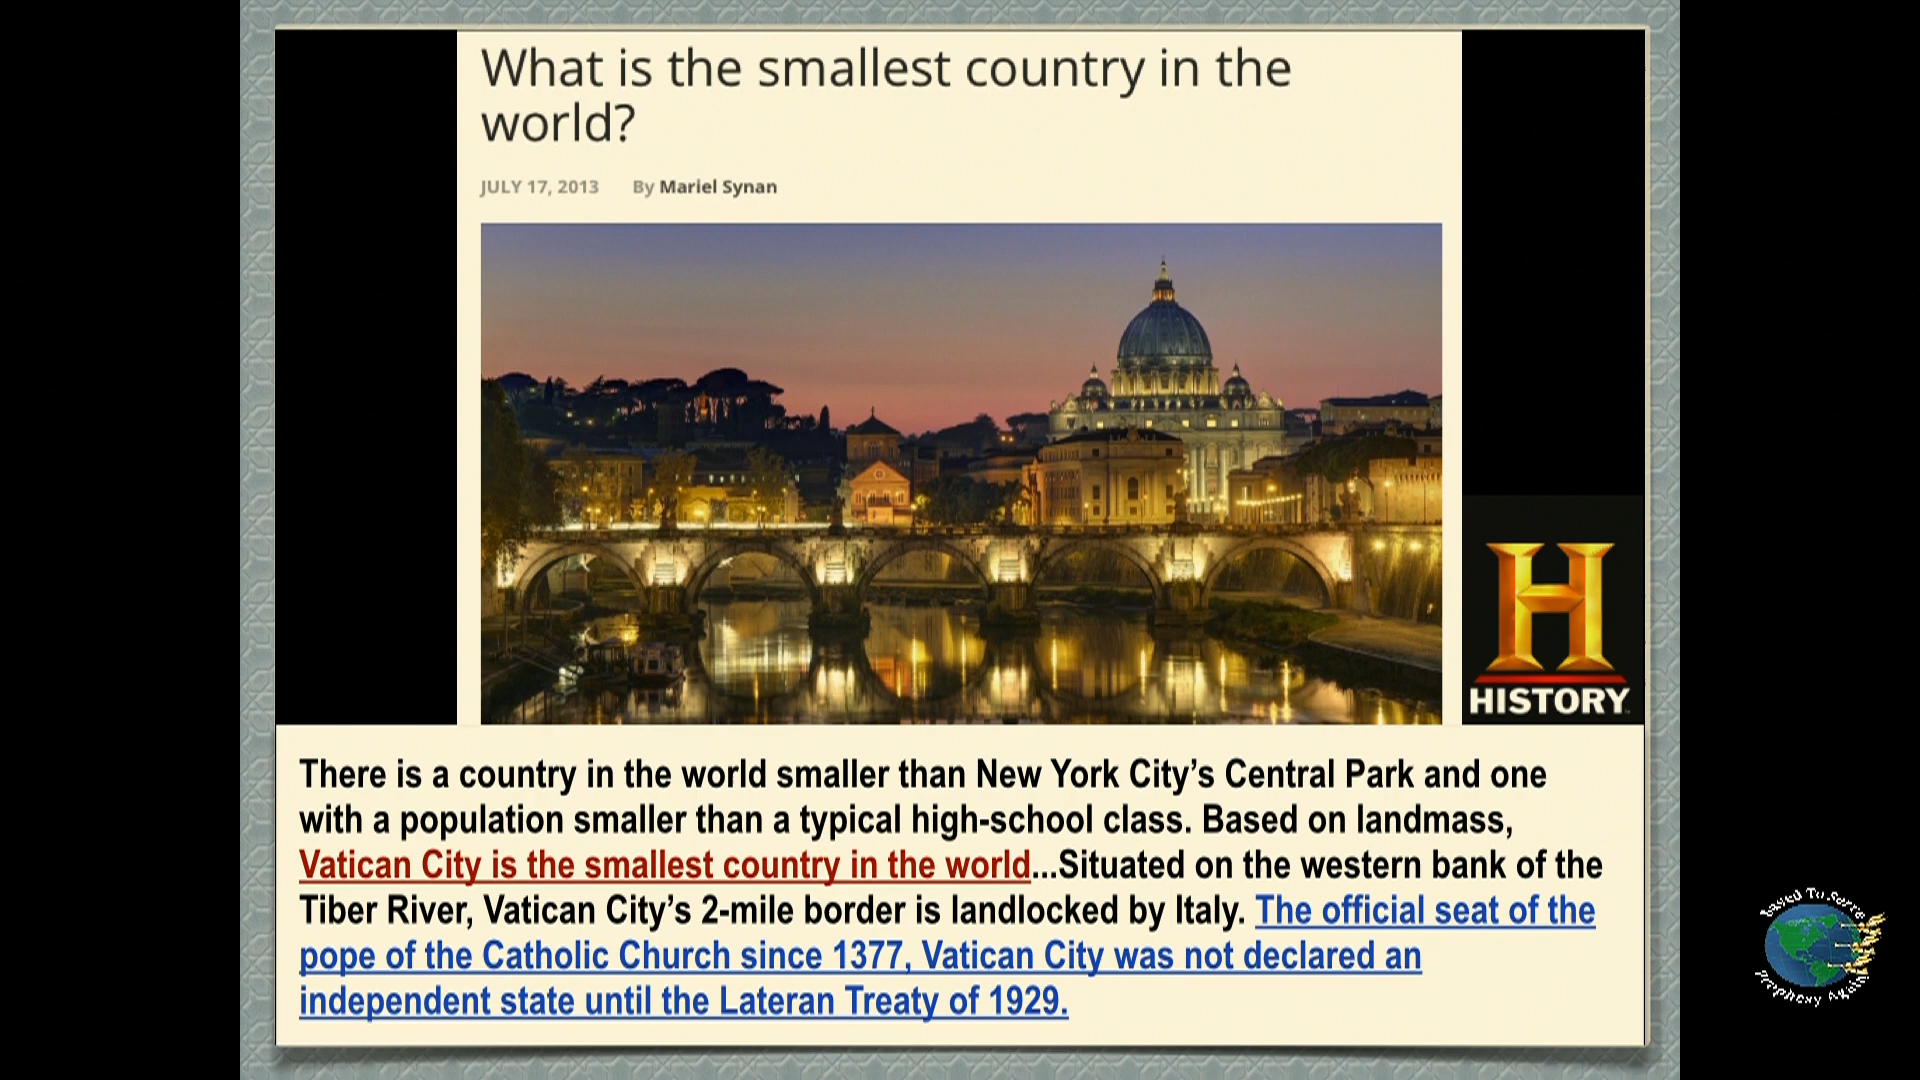 What is the smallest country in the
world?
JULY 17, 2013 By Mariel Synan
H
HISTORY
There is a country in the world smaller than New York City’s Central Park and one
with a population smaller than a typical high-school class. Based on landmass,
Vatican City is the smallest country in the world...Situated on the western bank of the
Tiber River, Vatican City’s 2-mile border is landlocked by Italy. The official seat of the
pope of the Catholic Church since 1377, Vatican City was not declared an
independent state until the Lateran Treaty of 1929.
Prophesy Again